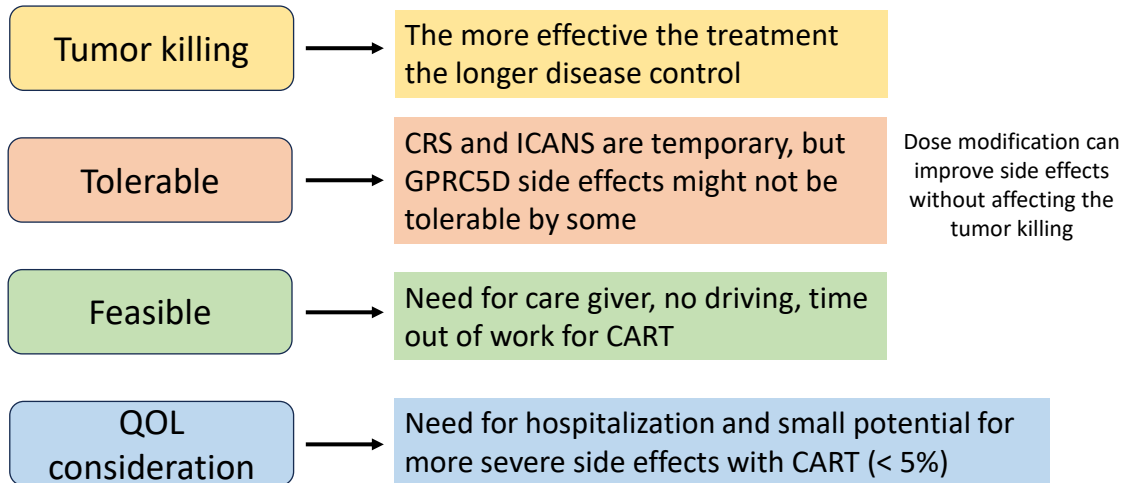 Tumor killing
The more effective the treatment
the longer disease control
Tolerable
CRS and ICANS are temporary, but
GPRC5D side effects might not be
tolerable by some
Dose modification can
improve side effects
without affecting the
tumor killing
Feasible
Need for care giver, no driving, time
out of work for CART
QOL
consideration
Need for hospitalization and small potential for
more severe side effects with CART (< 5%)